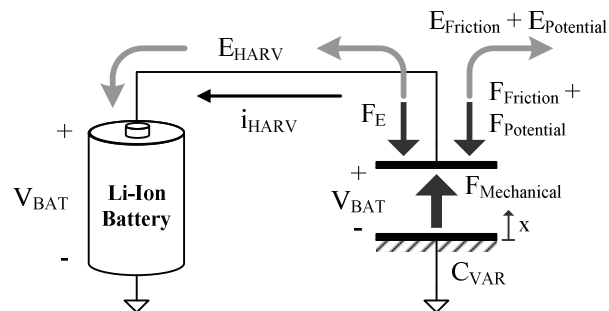 E_Friction + E_Potential
E_HARV
F_E
F_Friction +
F_Potential
i_HARV
+
Li-Ion
Battery
V_BAT
-
+
V_BAT
-
F_Mechanical
x
C_VAR